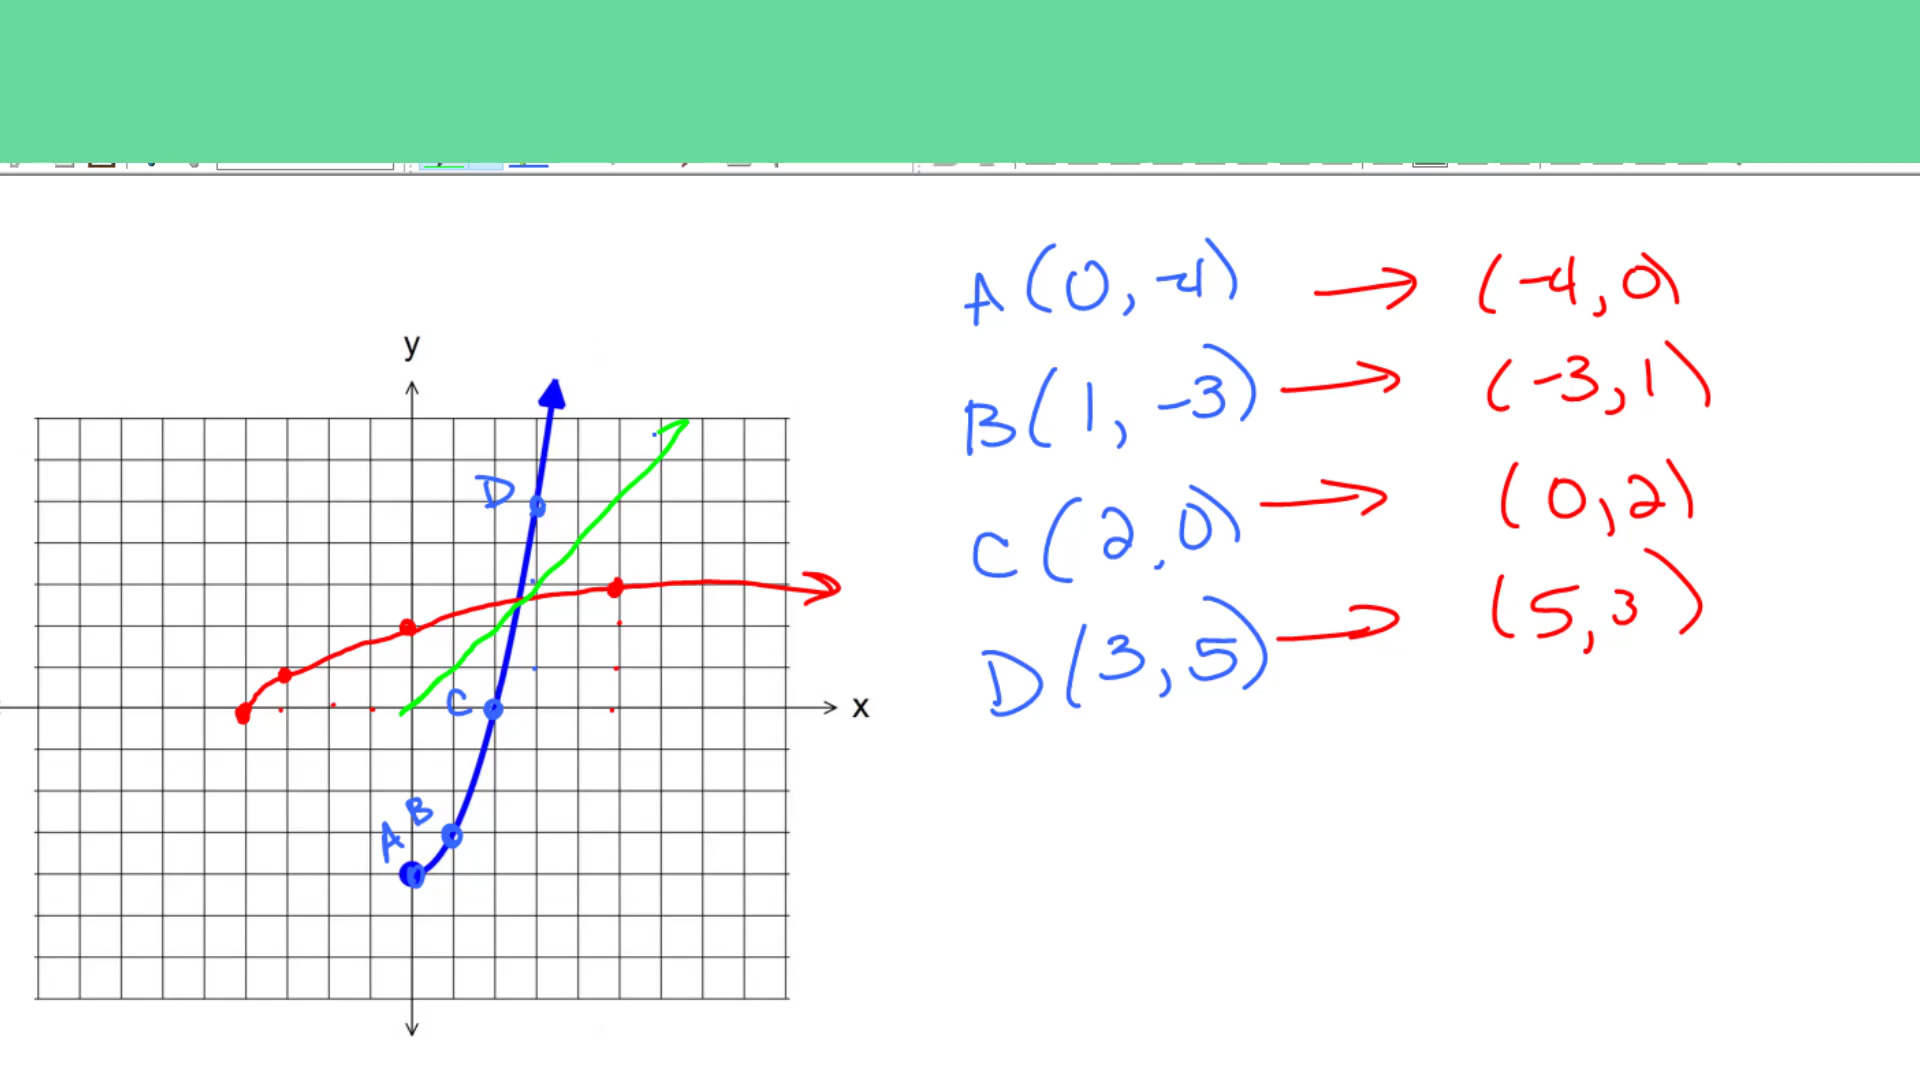 A(0,-4) → (-4,0)
B(1,-3) → (-3,1)
C(2,0) → (0,2)
D(3,5) → (5,3)
y
D
C
x
B
A